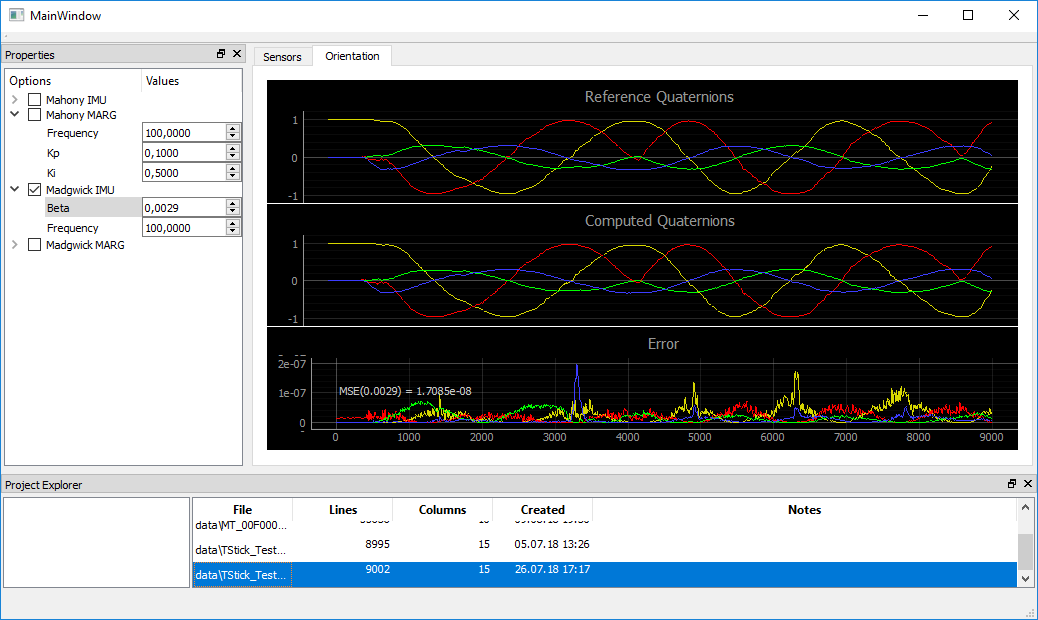 MainWindow
Properties
Sensors
Orientation
Options Values
Mahony IMU
Mahony MARG
Frequency 100,0000
Kp 0,1000
Ki 0,5000
Madgwick IMU
Beta 0,0029
Frequency 100,0000
Madgwick MARG
Reference Quaternions
1
0
-1
Computed Quaternions
1
0
-1
Error
2e-07
1e-07
0
MSE(0.0029) = 1.7085e-08
0 1000 2000 3000 4000 5000 6000 7000 8000 9000
Project Explorer
File Lines Columns Created Notes
data\MT_00F000...
data\TStick_Test... 8995 15 05.07.18 13:26
data\TStick_Test... 9002 15 26.07.18 17:17